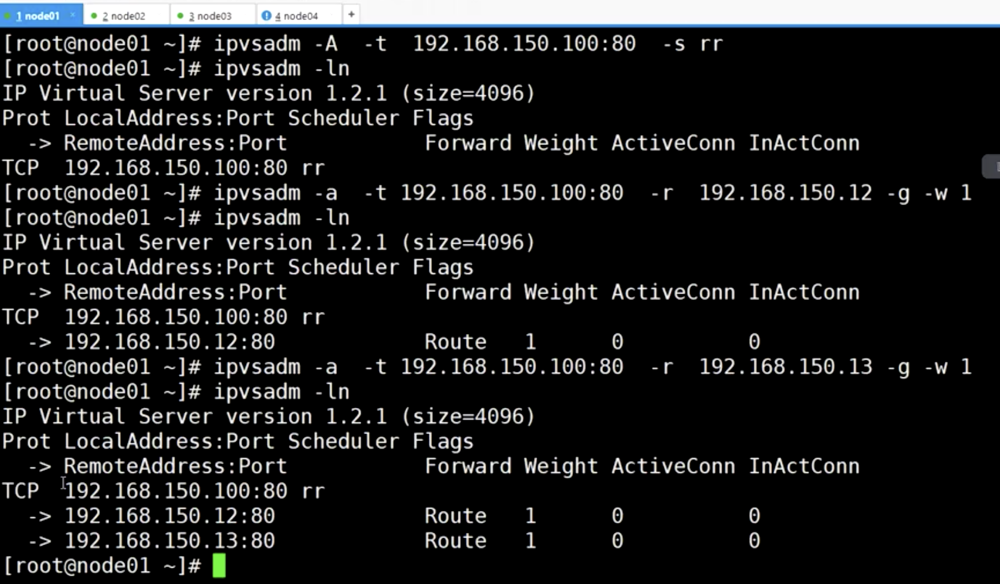 1 node01 × 2 node02 3 node03 4 node04 +
[root@node01 ~]# ipvsadm -A  -t  192.168.150.100:80  -s rr
[root@node01 ~]# ipvsadm -ln
IP Virtual Server version 1.2.1 (size=4096)
Prot LocalAddress:Port Scheduler Flags
  -> RemoteAddress:Port           Forward Weight ActiveConn InActConn
TCP  192.168.150.100:80 rr
[root@node01 ~]# ipvsadm -a  -t 192.168.150.100:80  -r  192.168.150.12 -g -w 1
[root@node01 ~]# ipvsadm -ln
IP Virtual Server version 1.2.1 (size=4096)
Prot LocalAddress:Port Scheduler Flags
  -> RemoteAddress:Port           Forward Weight ActiveConn InActConn
TCP  192.168.150.100:80 rr
  -> 192.168.150.12:80            Route   1      0          0
[root@node01 ~]# ipvsadm -a  -t 192.168.150.100:80  -r  192.168.150.13 -g -w 1
[root@node01 ~]# ipvsadm -ln
IP Virtual Server version 1.2.1 (size=4096)
Prot LocalAddress:Port Scheduler Flags
  -> RemoteAddress:Port           Forward Weight ActiveConn InActConn
TCP  192.168.150.100:80 rr
  -> 192.168.150.12:80            Route   1      0          0
  -> 192.168.150.13:80            Route   1      0          0
[root@node01 ~]#